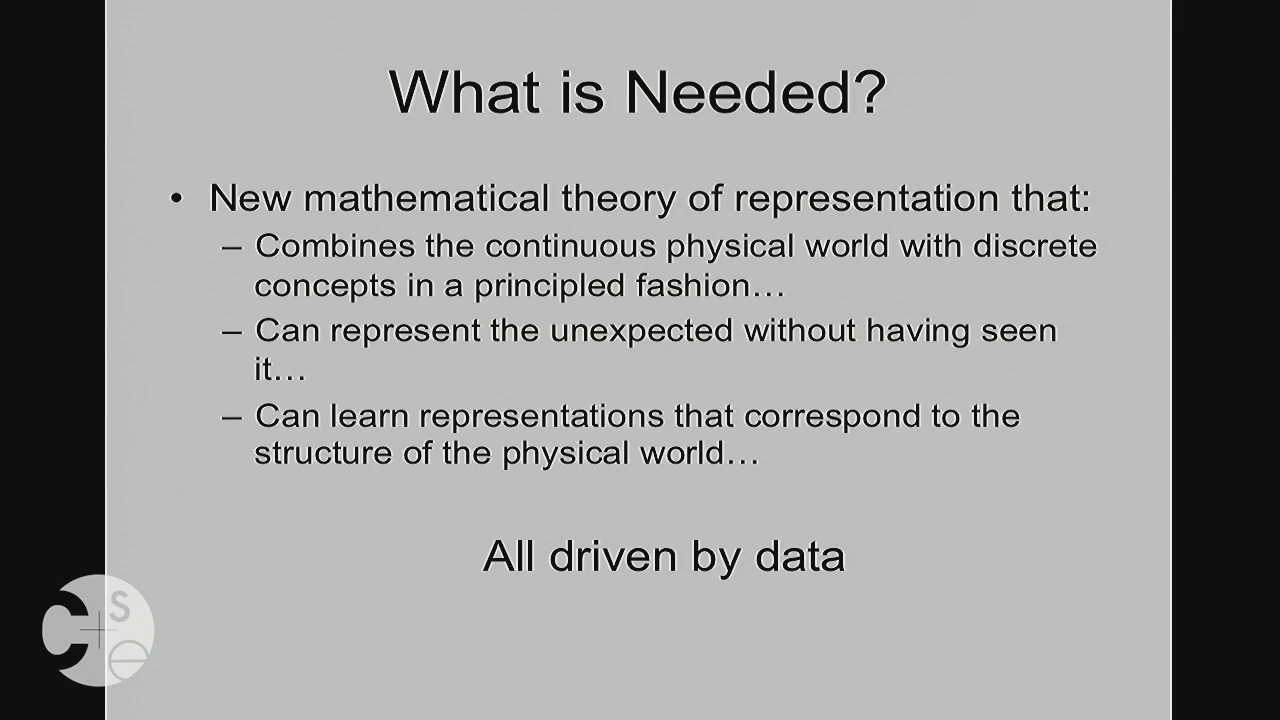 What is Needed?
• New mathematical theory of representation that:
– Combines the continuous physical world with discrete
concepts in a principled fashion…
– Can represent the unexpected without having seen
it…
– Can learn representations that correspond to the
structure of the physical world…
All driven by data
C+se